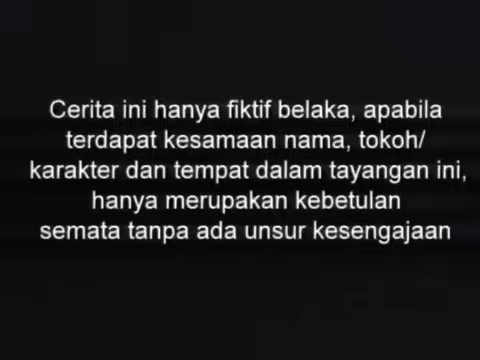 Cerita ini hanya fiktif belaka, apabila
terdapat kesamaan nama, tokoh/
karakter dan tempat dalam tayangan ini,
hanya merupakan kebetulan
semata tanpa ada unsur kesengajaan